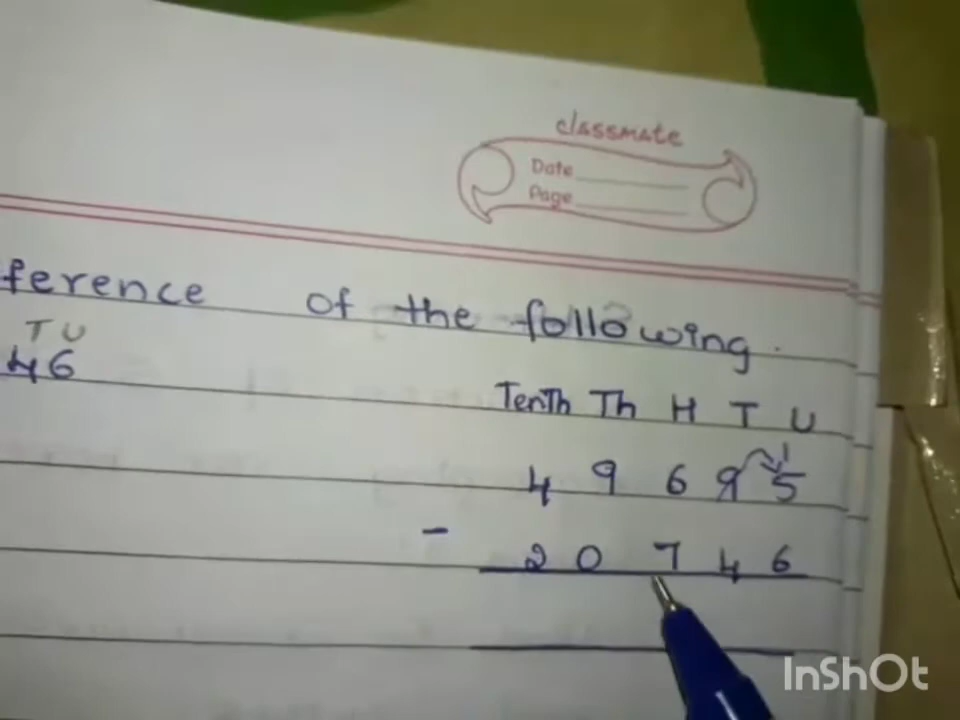 classmate
Date
Page
ference of the following.
T U
46
TenTh Th H T U
1
4 9 6 9 5
- 2 0 7 4 6
InShOt